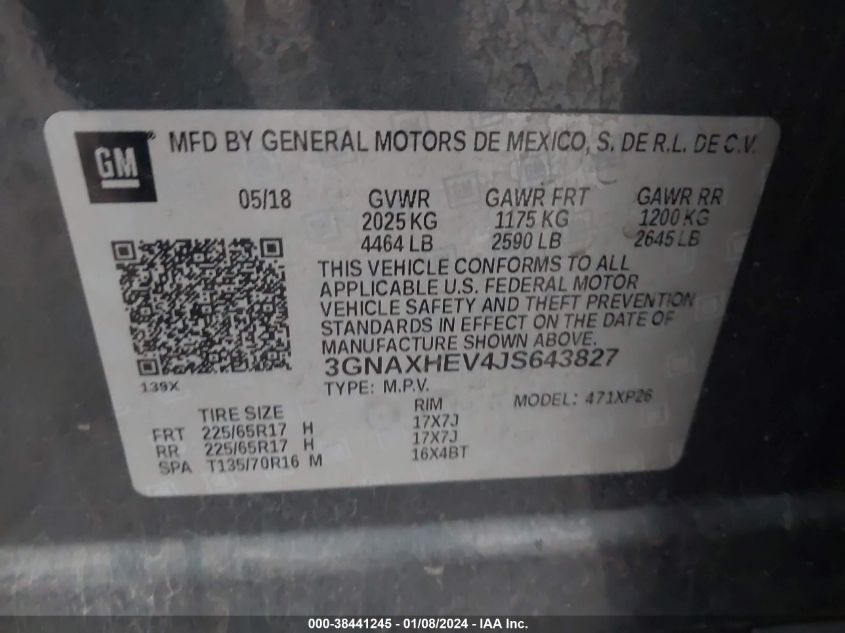 GM
® MFD BY GENERAL MOTORS DE MEXICO, S. DE R.L. DE C.V.
05/18 GVWR GAWR FRT GAWR RR
2025 KG 1175 KG 1200 KG
4464 LB 2590 LB 2645 LB
THIS VEHICLE CONFORMS TO ALL
APPLICABLE U.S. FEDERAL MOTOR
VEHICLE SAFETY AND THEFT PREVENTION
STANDARDS IN EFFECT ON THE DATE OF
MANUFACTURE SHOWN ABOVE.
3GNAXHEV4JS643827
139X
TYPE: M.P.V. MODEL: 471XP26
TIRE SIZE RIM
FRT 225/65R17 H 17X7J
RR 225/65R17 H 17X7J
SPA T135/70R16 M 16X4BT
000-38441245 - 01/08/2024 - IAA Inc.